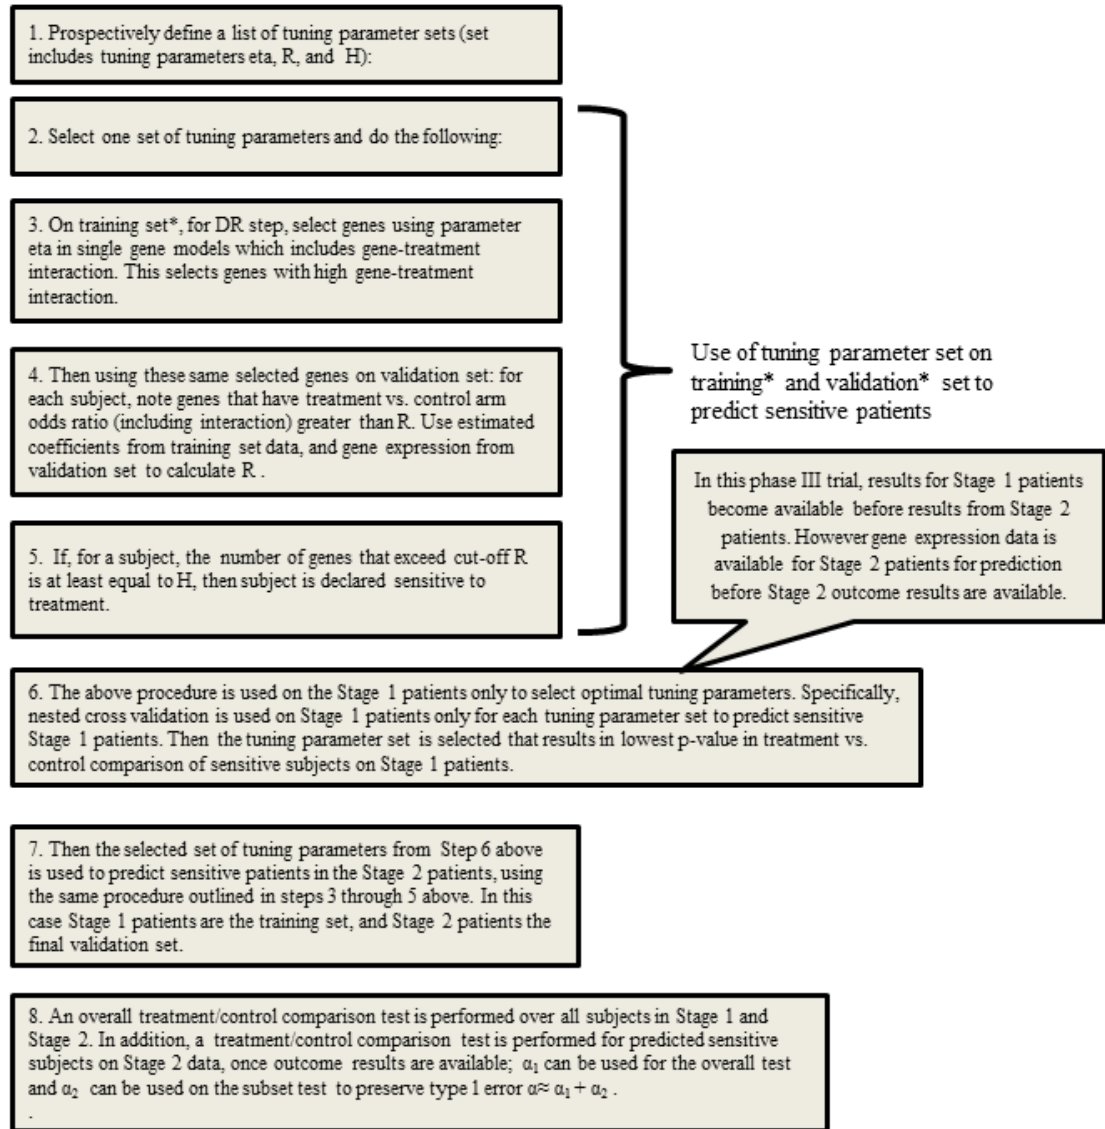 1. Prospectively define a list of tuning parameter sets (set
includes tuning parameters eta, R, and H):
2. Select one set of tuning parameters and do the following:
3. On training set*, for DR step, select genes using parameter
eta in single gene models which includes gene-treatment
interaction. This selects genes with high gene-treatment
interaction.
4. Then using these same selected genes on validation set: for
each subject, note genes that have treatment vs. control arm
odds ratio (including interaction) greater than R. Use estimated
coefficients from training set data, and gene expression from
validation set to calculate R .
5. If, for a subject, the number of genes that exceed cut-off R
is at least equal to H, then subject is declared sensitive to
treatment.
Use of tuning parameter set on
training* and validation* set to
predict sensitive patients
In this phase III trial, results for Stage 1 patients
become available before results from Stage 2
patients. However gene expression data is
available for Stage 2 patients for prediction
before Stage 2 outcome results are available.
6. The above procedure is used on the Stage 1 patients only to select optimal tuning parameters. Specifically,
nested cross validation is used on Stage 1 patients only for each tuning parameter set to predict sensitive
Stage 1 patients. Then the tuning parameter set is selected that results in lowest p-value in treatment vs.
control comparison of sensitive subjects on Stage 1 patients.
7. Then the selected set of tuning parameters from Step 6 above
is used to predict sensitive patients in the Stage 2 patients, using
the same procedure outlined in steps 3 through 5 above. In this
case Stage 1 patients are the training set, and Stage 2 patients the
final validation set.
8. An overall treatment/control comparison test is performed over all subjects in Stage 1 and
Stage 2. In addition, a treatment/control comparison test is performed for predicted sensitive
subjects on Stage 2 data, once outcome results are available; α₁ can be used for the overall test
and α₂ can be used on the subset test to preserve type 1 error α≈ α₁ + α₂ .
.